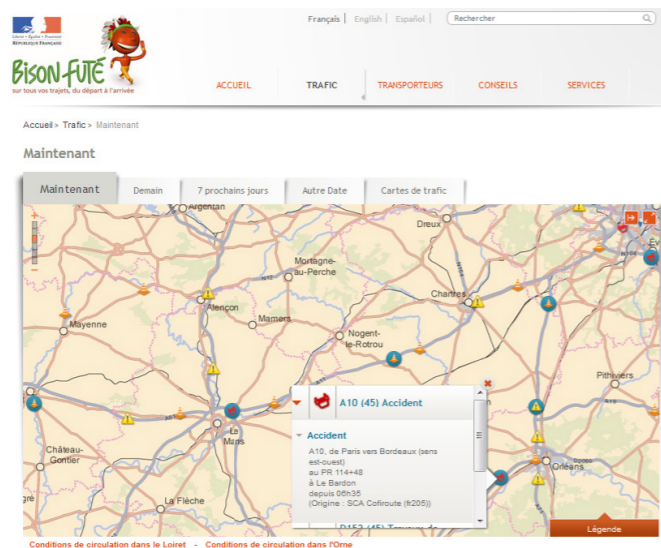 Français | English | Español | Rechercher
Liberté • Égalité • Fraternité
RÉPUBLIQUE FRANÇAISE
BISON FUTÉ
sur tous vos trajets, du départ à l'arrivée
ACCUEIL TRAFIC TRANSPORTEURS CONSEILS SERVICES
Accueil > Trafic > Maintenant
Maintenant
Maintenant Demain 7 prochains jours Autre Date Cartes de trafic
Argentan
Dreux
Mortagne-
au-Perche
Chartres
Alençon
Mamers
Mayenne
Nogent-
le-Rotrou
Pithiviers
A10 (45) Accident
Le
Mans
Accident
A10, de Paris vers Bordeaux (sens
est-ouest)
au PR 114+48
à Le Bardon
depuis 06h35
(Origine : SCA Cofiroute (fr205))
Château-
Gontier
Orléans
La Flèche
D152 (45) Travaux de
Légende
Conditions de circulation dans le Loiret - Conditions de circulation dans l'Orne